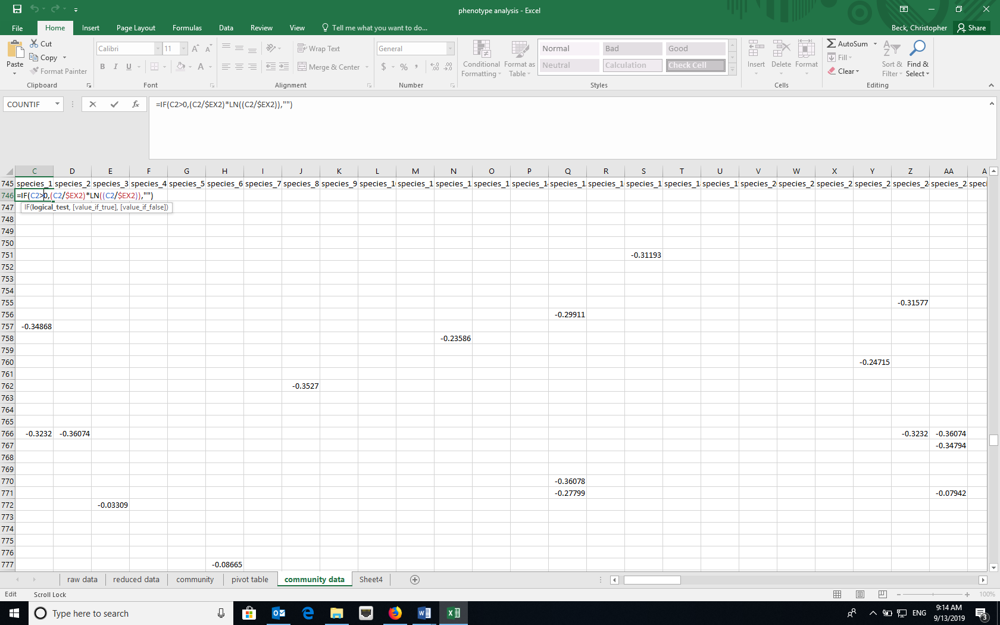 phenotype analysis - Excel
File Home Insert Page Layout Formulas Data Review View Tell me what you want to do... Beck, Christopher Share
Cut
Copy
Format Painter
Paste
Clipboard
Calibri 11
B I U A
Font
Wrap Text
Merge & Center
Alignment
General
$ % ,
Number
Conditional Formatting
Format as Table
Normal Bad Good
Neutral Calculation Check Cell
Styles
Insert Delete Format
Cells
AutoSum
Fill
Clear
Sort & Filter
Find & Select
Editing
COUNTIF fx =IF(C2>0,(C2/$EX2)*LN((C2/$EX2)),"")
C D E F G H I J K L M N O P Q R S T U V W X Y Z AA A
745 species_1 species_2 species_3 species_4 species_5 species_6 species_7 species_8 species_9 species_1 species_1 species_1 species_1 species_1 species_1 species_1 species_1 species_1 species_1 species_2 species_2 species_2 species_2 species_2 species_2 speci
746 =IF(C2>0,(C2/$EX2)*LN((C2/$EX2)),"")
747 IF(logical_test, [value_if_true], [value_if_false])
748
749
750
751 -0.31193
752
753
754
755 -0.31577
756 -0.29911
757 -0.34868
758 -0.23586
759
760 -0.24715
761
762 -0.3527
763
764
765
766 -0.3232 -0.36074 -0.3232 -0.36074
767 -0.34794
768
769
770 -0.36078
771 -0.27799 -0.07942
772 -0.03309
773
774
775
776
777 -0.08665
raw data reduced data community pivot table community data Sheet4
Edit Scroll Lock 100%
Type here to search
ENG
9:14 AM
9/13/2019
3